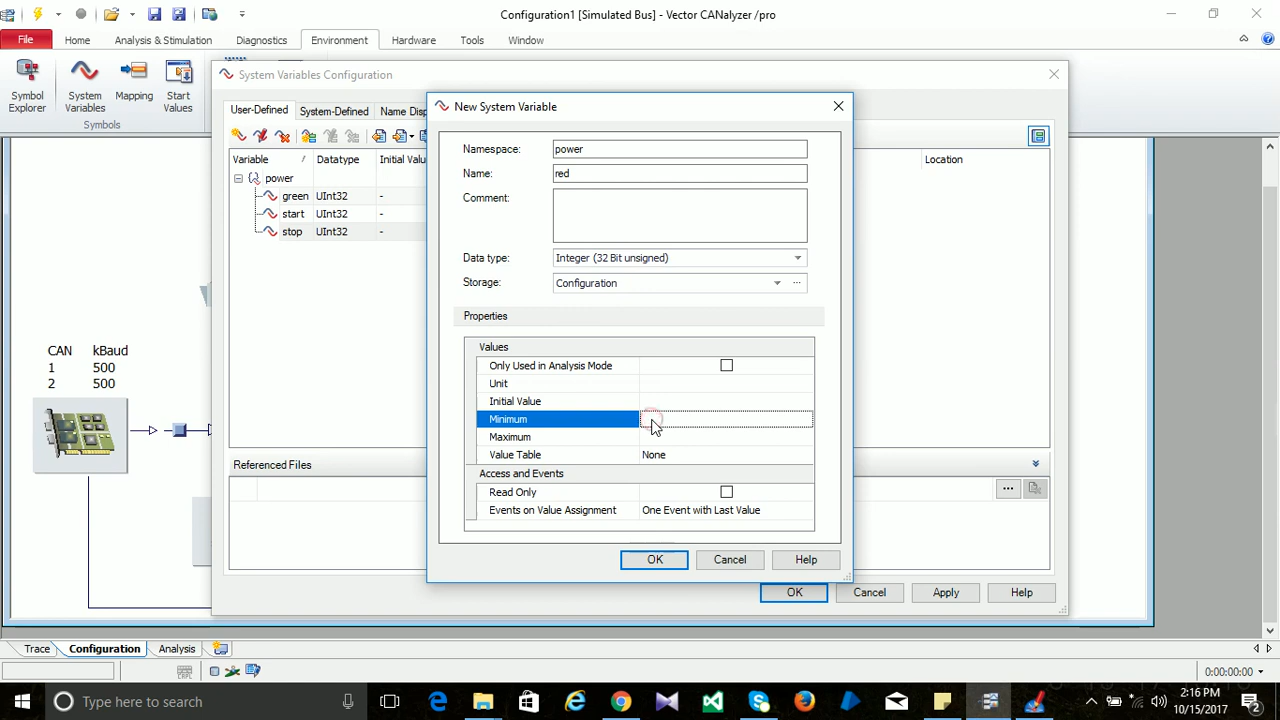 Configuration1 [Simulated Bus] - Vector CANalyzer /pro
File Home Analysis & Stimulation Diagnostics Environment Hardware Tools Window
Symbol Explorer
System Variables
Mapping
Start Values
Symbols
System Variables Configuration
User-Defined System-Defined Name Disp
Variable / Datatype Initial Valu Location
power
green UInt32 -
start UInt32 -
stop UInt32 -
Referenced Files
OK Cancel Apply Help
New System Variable
Namespace: power
Name: red
Comment:
Data type: Integer (32 Bit unsigned)
Storage: Configuration ...
Properties
Values
Only Used in Analysis Mode
Unit
Initial Value
Minimum
Maximum
Value Table None
Access and Events
Read Only
Events on Value Assignment One Event with Last Value
OK Cancel Help
CAN kBaud
1 500
2 500
Trace Configuration Analysis
0:00:00:00
Type here to search
2:16 PM
10/15/2017
2